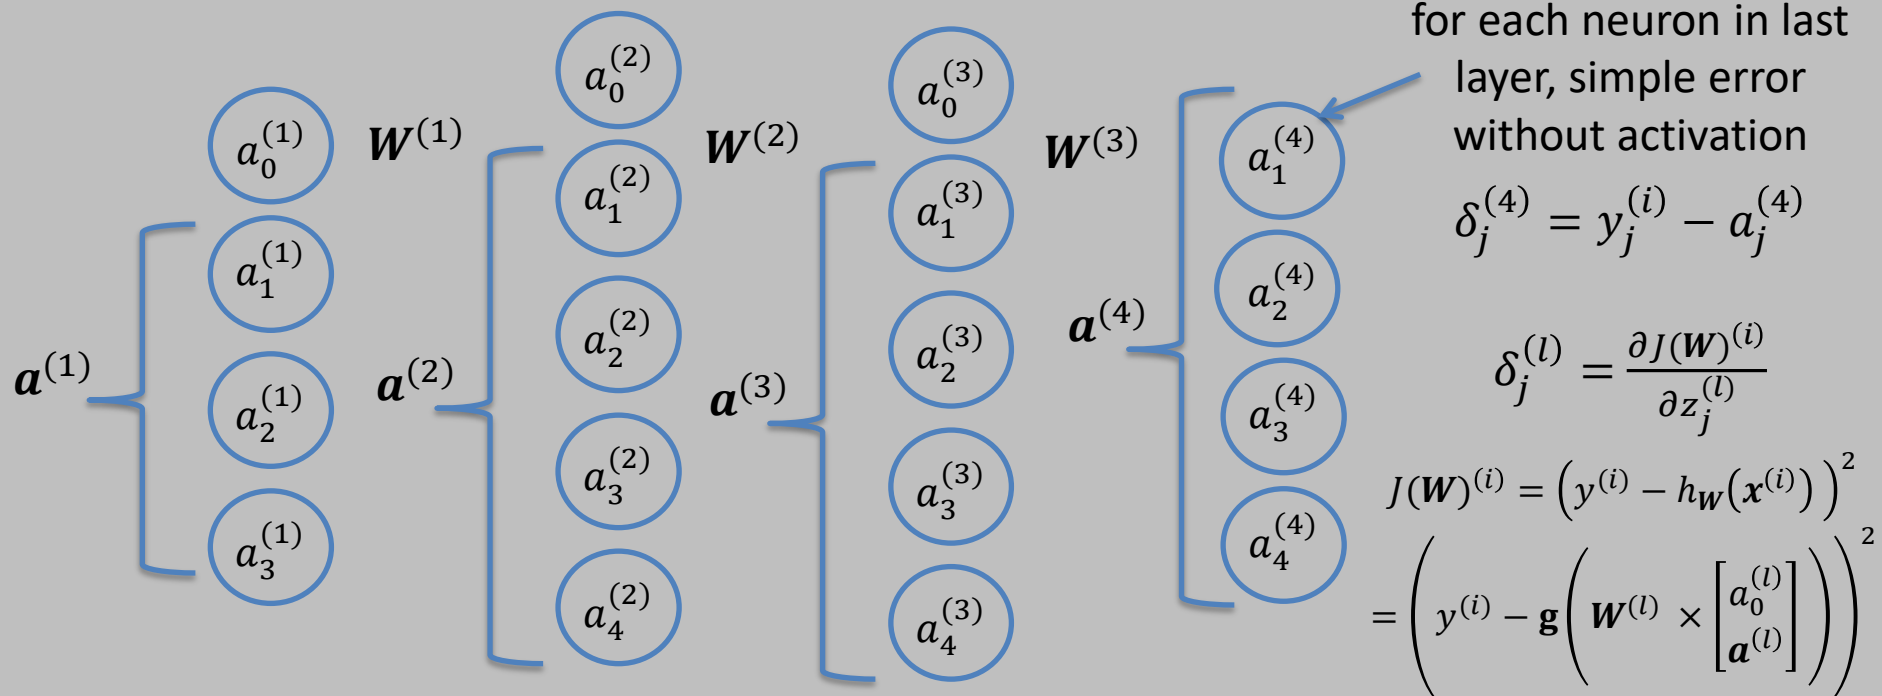 for each neuron in last
layer, simple error
without activation
a_0^{(1)}
a_1^{(1)}
a_2^{(1)}
a_3^{(1)}
𝒂^{(1)}
𝑾^{(1)}
a_0^{(2)}
a_1^{(2)}
a_2^{(2)}
a_3^{(2)}
a_4^{(2)}
𝒂^{(2)}
𝑾^{(2)}
a_0^{(3)}
a_1^{(3)}
a_2^{(3)}
a_3^{(3)}
a_4^{(3)}
𝒂^{(3)}
𝑾^{(3)}
a_1^{(4)}
a_2^{(4)}
a_3^{(4)}
a_4^{(4)}
𝒂^{(4)}
δ_j^{(4)} = y_j^{(i)} − a_j^{(4)}
δ_j^{(l)} = ∂J(𝑾)^{(i)} / ∂z_j^{(l)}
J(𝑾)^{(i)} = (y^{(i)} − h_𝑾(𝒙^{(i)}))^2
= (y^{(i)} − 𝐠(𝑾^{(l)} × [a_0^{(l)} 𝒂^{(l)}]))^2